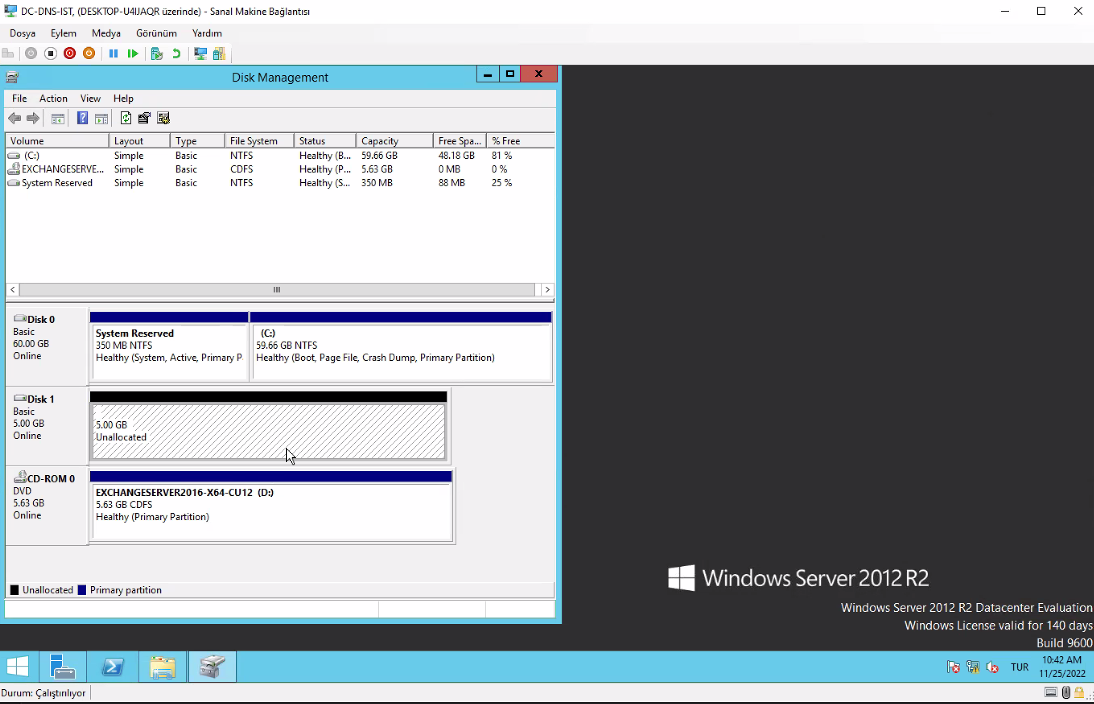 DC-DNS-IST, (DESKTOP-U4IJAQR üzerinde) - Sanal Makine Bağlantısı
Dosya Eylem Medya Görünüm Yardım
Disk Management
File Action View Help
Volume Layout Type File System Status Capacity Free Spa... % Free
(C:) Simple Basic NTFS Healthy (B... 59.66 GB 48.18 GB 81 %
EXCHANGESERVE... Simple Basic CDFS Healthy (P... 5.63 GB 0 MB 0 %
System Reserved Simple Basic NTFS Healthy (S... 350 MB 88 MB 25 %
Disk 0
Basic
60.00 GB
Online
System Reserved
350 MB NTFS
Healthy (System, Active, Primary P
(C:)
59.66 GB NTFS
Healthy (Boot, Page File, Crash Dump, Primary Partition)
Disk 1
Basic
5.00 GB
Online
5.00 GB
Unallocated
CD-ROM 0
DVD
5.63 GB
Online
EXCHANGESERVER2016-X64-CU12 (D:)
5.63 GB CDFS
Healthy (Primary Partition)
Unallocated Primary partition
Windows Server 2012 R2
Windows Server 2012 R2 Datacenter Evaluation
Windows License valid for 140 days
Build 9600
TUR
10:42 AM
11/25/2022
Durum: Çalıştırılıyor